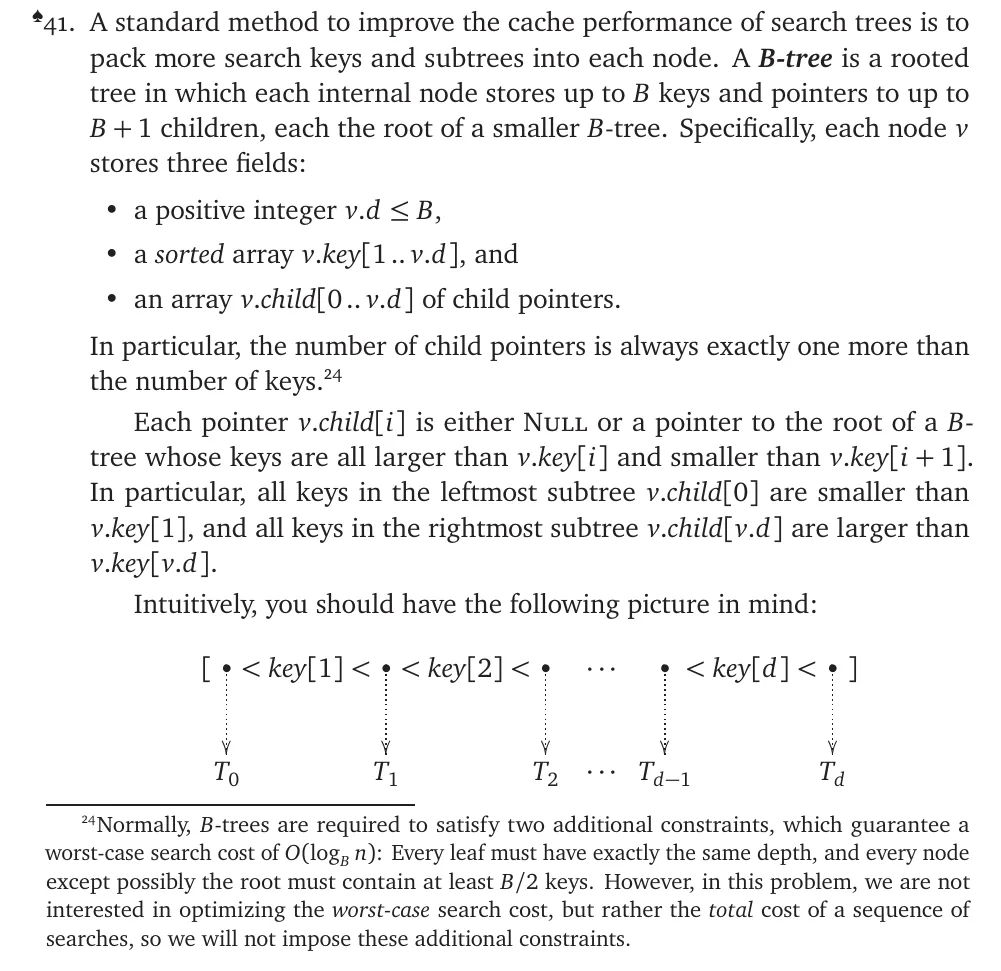 ♠41. A standard method to improve the cache performance of search trees is to
pack more search keys and subtrees into each node. A B-tree is a rooted
tree in which each internal node stores up to B keys and pointers to up to
B + 1 children, each the root of a smaller B-tree. Specifically, each node v
stores three fields:
• a positive integer v.d ≤ B,
• a sorted array v.key[1 .. v.d], and
• an array v.child[0 .. v.d] of child pointers.
In particular, the number of child pointers is always exactly one more than
the number of keys.²⁴
Each pointer v.child[i] is either NULL or a pointer to the root of a B-
tree whose keys are all larger than v.key[i] and smaller than v.key[i + 1].
In particular, all keys in the leftmost subtree v.child[0] are smaller than
v.key[1], and all keys in the rightmost subtree v.child[v.d] are larger than
v.key[v.d].
Intuitively, you should have the following picture in mind:
[ • < key[1] < • < key[2] < • ··· • < key[d] < • ]
T₀ T₁ T₂ ··· T_{d−1} T_d
²⁴Normally, B-trees are required to satisfy two additional constraints, which guarantee a
worst-case search cost of O(log_B n): Every leaf must have exactly the same depth, and every node
except possibly the root must contain at least B/2 keys. However, in this problem, we are not
interested in optimizing the worst-case search cost, but rather the total cost of a sequence of
searches, so we will not impose these additional constraints.